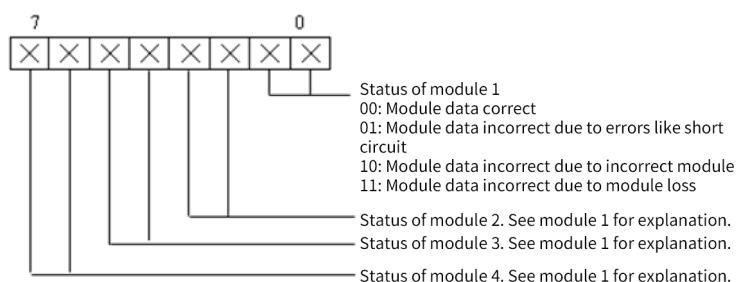 7 0
Status of module 1
00: Module data correct
01: Module data incorrect due to errors like short
circuit
10: Module data incorrect due to incorrect module
11: Module data incorrect due to module loss
Status of module 2. See module 1 for explanation.
Status of module 3. See module 1 for explanation.
Status of module 4. See module 1 for explanation.